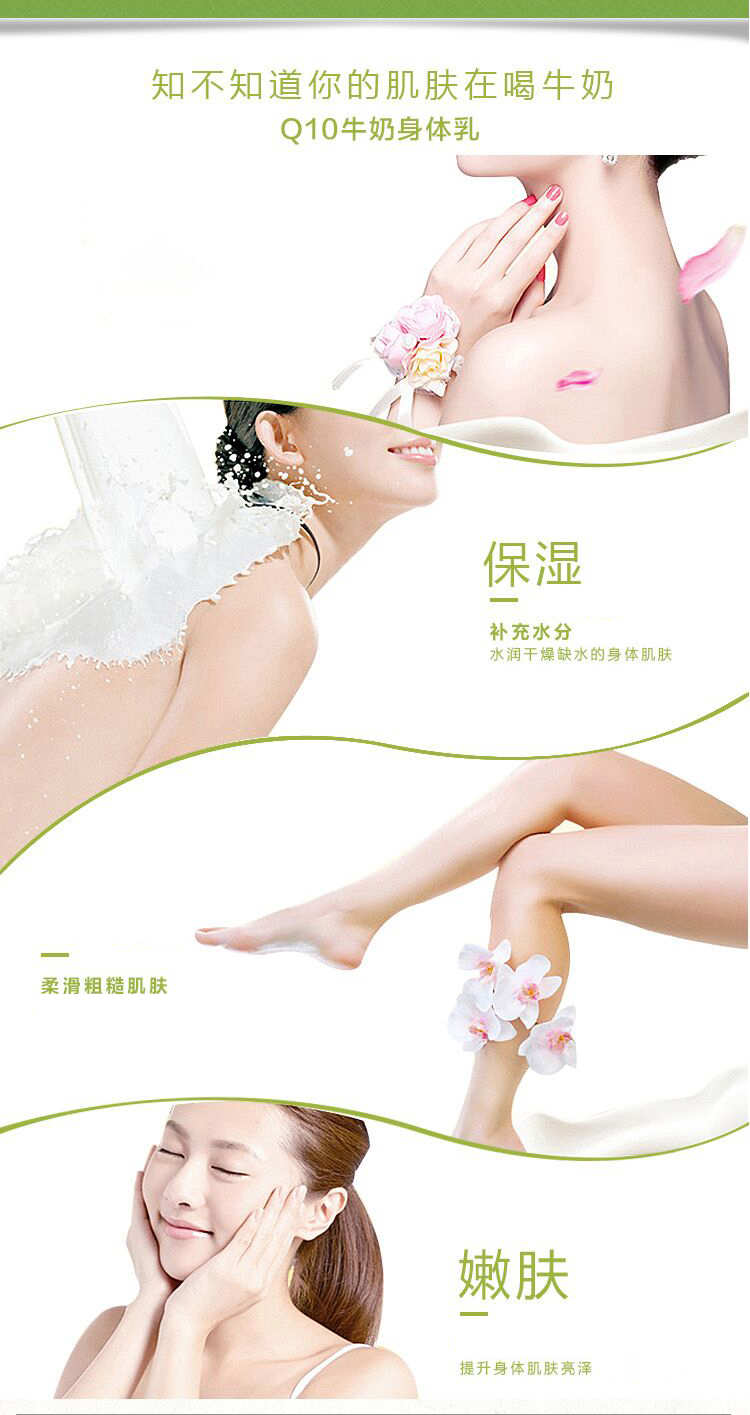 知不知道你的肌肤在喝牛奶
Q10牛奶身体乳
保湿
补充水分
水润干燥缺水的身体肌肤
柔滑粗糙肌肤
嫩肤
提升身体肌肤亮泽